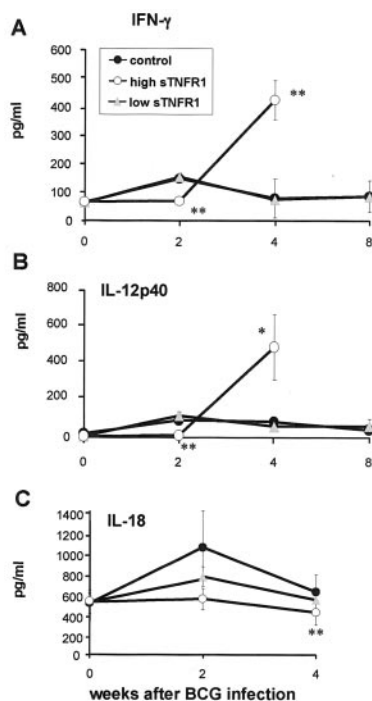 A
IFN-γ
600
500
400
300
200
100
0
pg/ml
control
high sTNFR1
low sTNFR1
**
**
0 2 4 8
B
IL-12p40
800
600
400
200
0
pg/ml
*
**
0 2 4 8
C
IL-18
1400
1200
1000
800
600
400
200
0
pg/ml
**
0 2 4
weeks after BCG infection